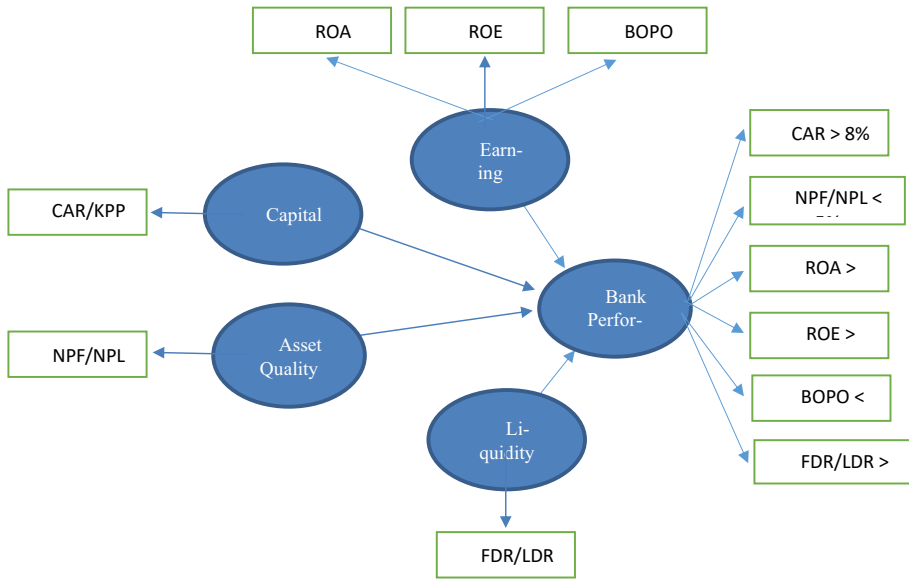 ROA
ROE
BOPO
Earn-
ing
CAR > 8%
NPF/NPL <
CAR/KPP
Capital
ROA >
Bank
Perfor-
ROE >
NPF/NPL
Asset
Quality
BOPO <
Li-
quidity
FDR/LDR >
FDR/LDR